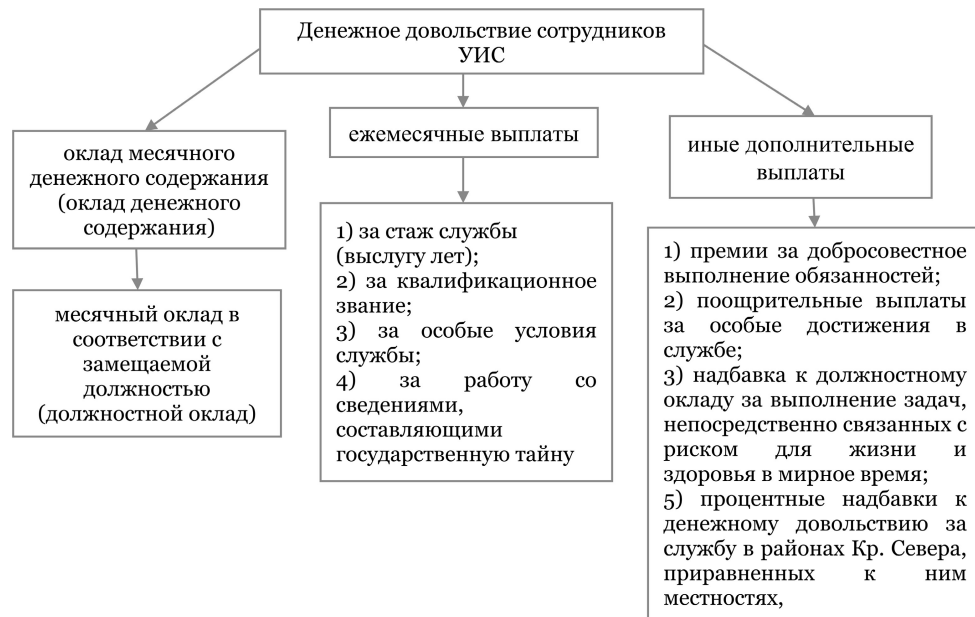 Денежное довольствие сотрудников
УИС
оклад месячного
денежного содержания
(оклад денежного
содержания)
месячный оклад в
соответствии с
замещаемой
должностью
(должностной оклад)
ежемесячные выплаты
1) за стаж службы
(выслугу лет);
2) за квалификационное
звание;
3) за особые условия
службы;
4) за работу со
сведениями,
составляющими
государственную тайну
иные дополнительные
выплаты
1) премии за добросовестное
выполнение обязанностей;
2) поощрительные выплаты
за особые достижения в
службе;
3) надбавка к должностному
окладу за выполнение задач,
непосредственно связанных с
риском для жизни и
здоровья в мирное время;
5) процентные надбавки к
денежному довольствию за
службу в районах Кр. Севера,
приравненных к ним
местностях,